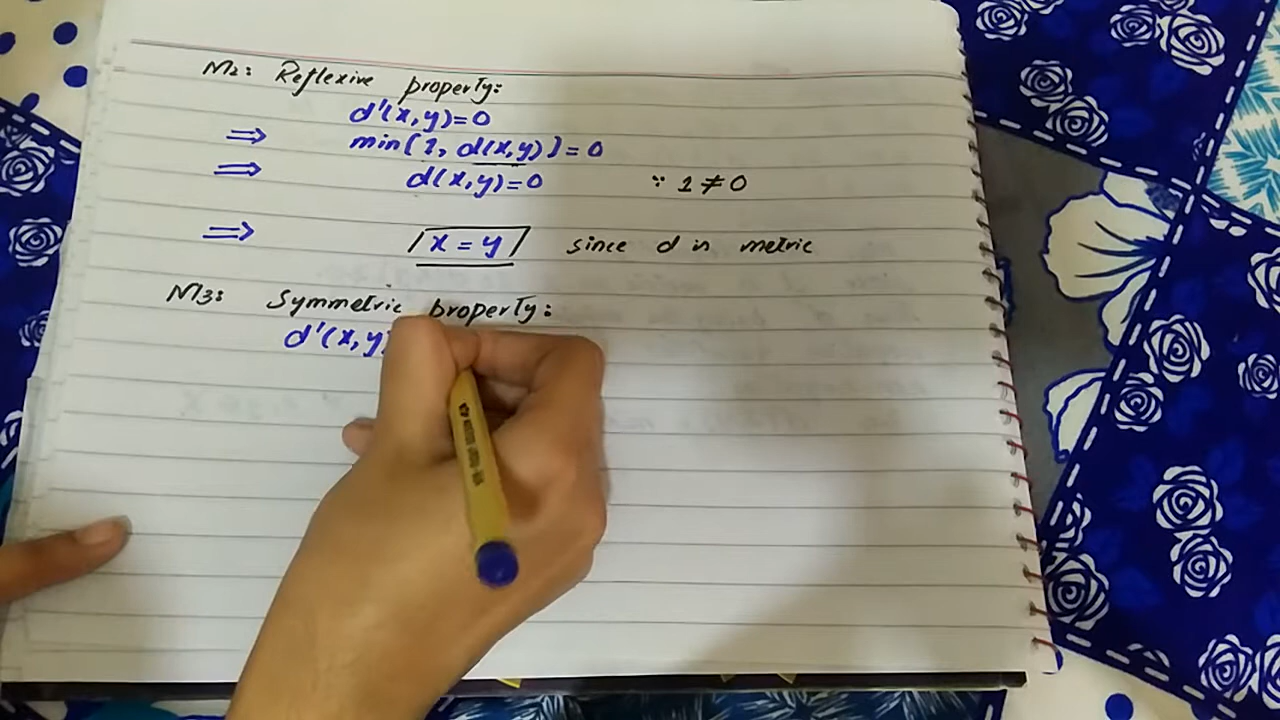 M2: Reflexive property:
d'(x,y)=0
⇒ min[1, d(x,y)]=0
⇒ d(x,y)=0 ∵ 1≠0
⇒ x=y since d is metric
M3: Symmetric property:
d'(x,y)